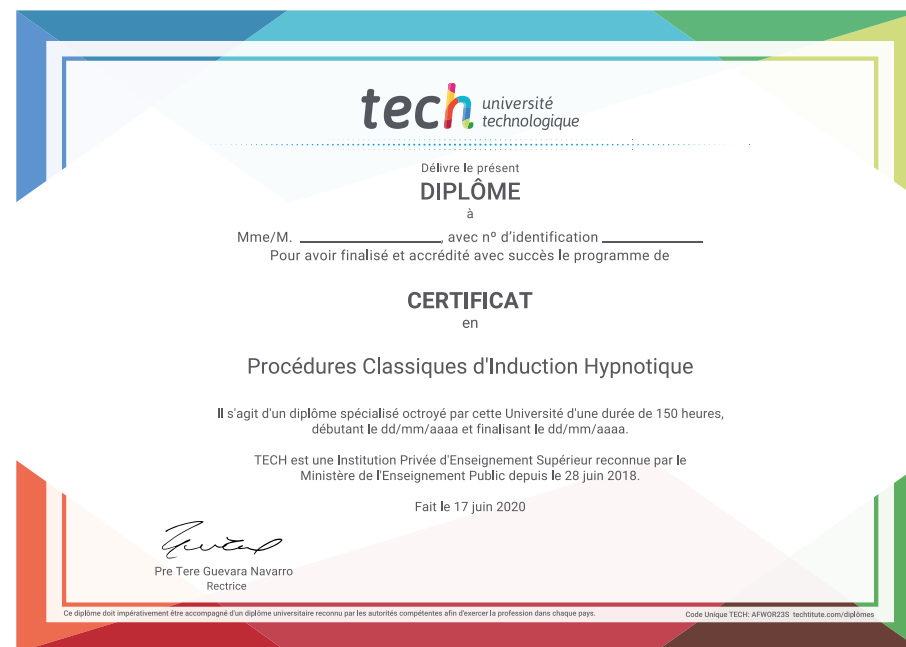 tech université
technologique
Délivre le présent
DIPLÔME
à
Mme/M. ____________________, avec nº d'identification ______________
Pour avoir finalisé et accrédité avec succès le programme de
CERTIFICAT
en
Procédures Classiques d'Induction Hypnotique
Il s'agit d'un diplôme spécialisé octroyé par cette Université d'une durée de 150 heures,
débutant le dd/mm/aaaa et finalisant le dd/mm/aaaa.
TECH est une Institution Privée d'Enseignement Supérieur reconnue par le
Ministère de l'Enseignement Public depuis le 28 juin 2018.
Fait le 17 juin 2020
Pre Tere Guevara Navarro
Rectrice
Ce diplôme doit impérativement être accompagné d'un diplôme universitaire reconnu par les autorités compétentes afin d'exercer la profession dans chaque pays.
Code Unique TECH: AFWOR23S techtitute.com/diplômes